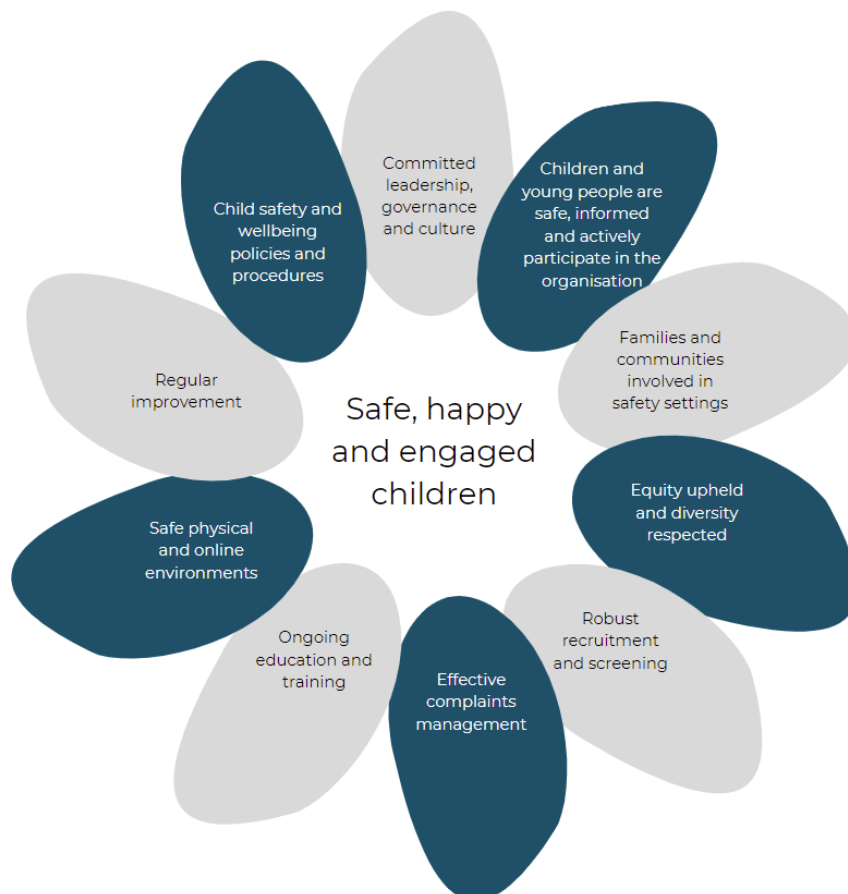 Committed
leadership,
governance
and culture
Children and
young people are
safe, informed
and actively
participate in the
organisation
Families and
communities
involved in
safety settings
Equity upheld
and diversity
respected
Robust
recruitment
and screening
Effective
complaints
management
Ongoing
education and
training
Safe physical
and online
environments
Regular
improvement
Child safety and
wellbeing
policies and
procedures
Safe, happy
and engaged
children